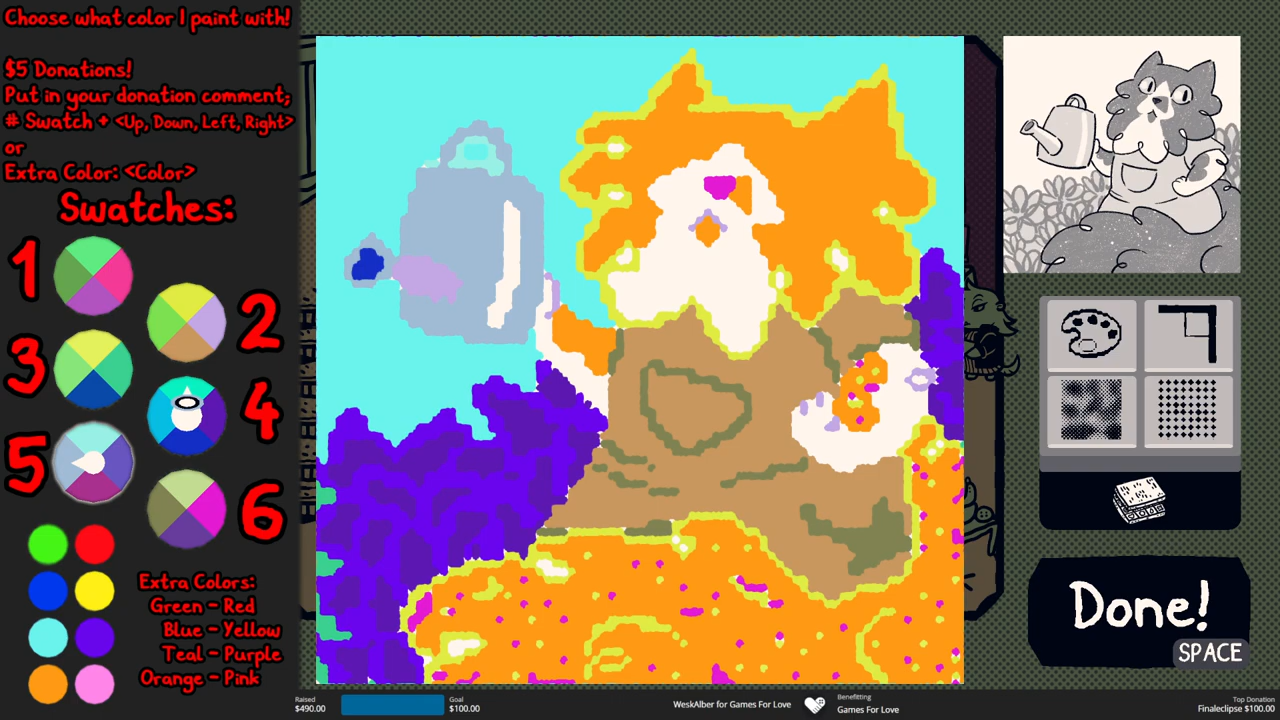 Choose what color I paint with!
$5 Donations!
Put in your donation comment;
# Swatch + <Up, Down, Left, Right>
or
Extra Color: <Color>
Swatches:
1
2
3
4
5
6
Extra Colors:
Green - Red
Blue - Yellow
Teal - Purple
Orange - Pink
Done!
SPACE
Raised
$490.00
Goal
$100.00
WeskAlber for Games For Love
Benefitting
Games For Love
Top Donation
Finaleclipse $100.00